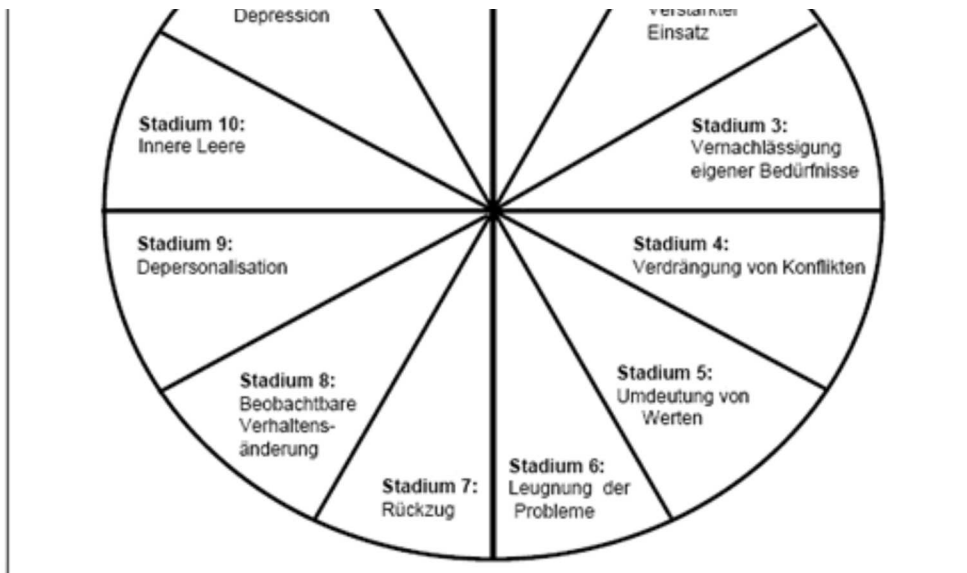 Depression
Verstärkter
Einsatz
Stadium 10:
Innere Leere
Stadium 3:
Vernachlässigung
eigener Bedürfnisse
Stadium 9:
Depersonalisation
Stadium 4:
Verdrängung von Konflikten
Stadium 8:
Beobachtbare
Verhaltens-
änderung
Stadium 5:
Umdeutung von
Werten
Stadium 7:
Rückzug
Stadium 6:
Leugnung der
Probleme